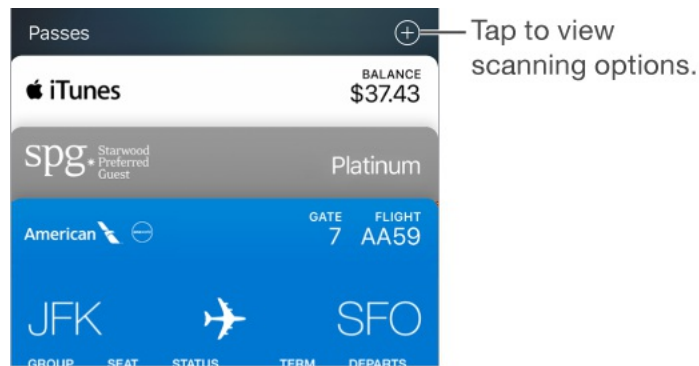 Passes
Tap to view
scanning options.
iTunes
BALANCE
$37.43
spg.
Starwood
Preferred
Guest
Platinum
American
GATE FLIGHT
7 AA59
JFK SFO
GROUP SEAT STATUS TERM DEPARTS